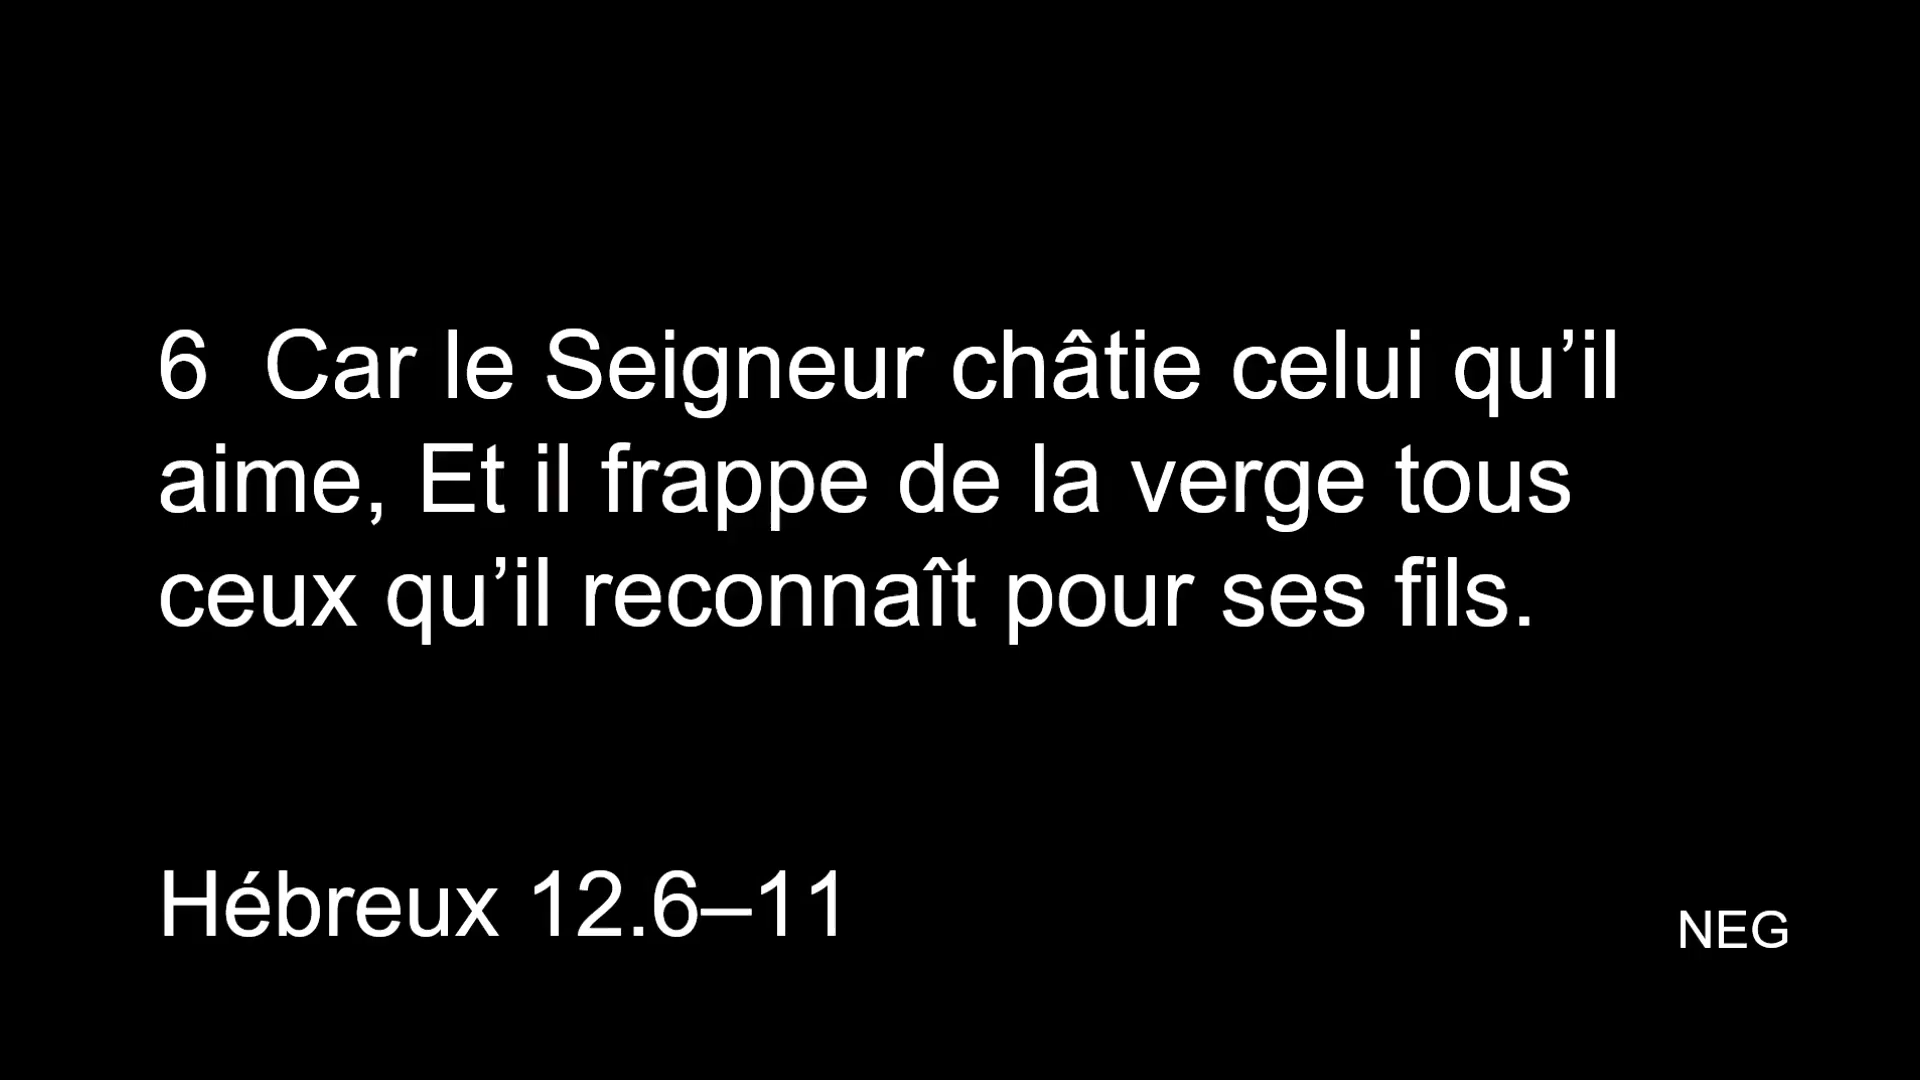 6  Car le Seigneur châtie celui qu’il
aime, Et il frappe de la verge tous
ceux qu’il reconnaît pour ses fils.
Hébreux 12.6–11
NEG